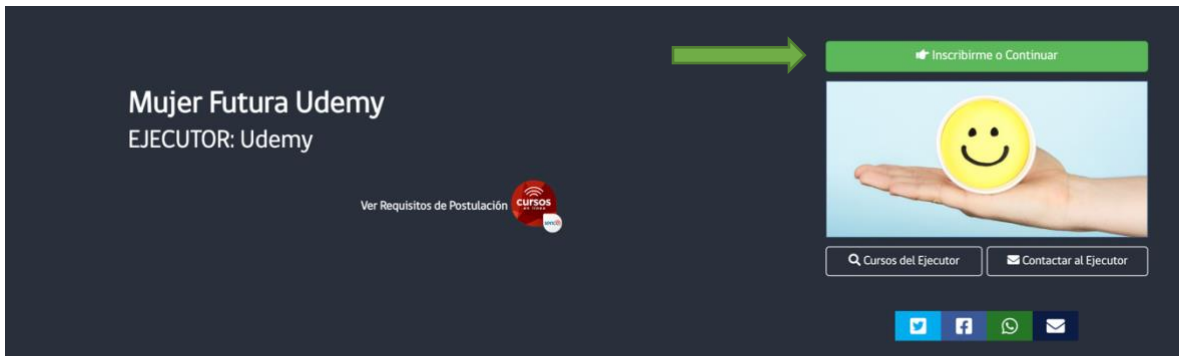 Inscribirme o Continuar
Mujer Futura Udemy
EJECUTOR: Udemy
Ver Requisitos de Postulación
cursos
Cursos del Ejecutor
Contactar al Ejecutor